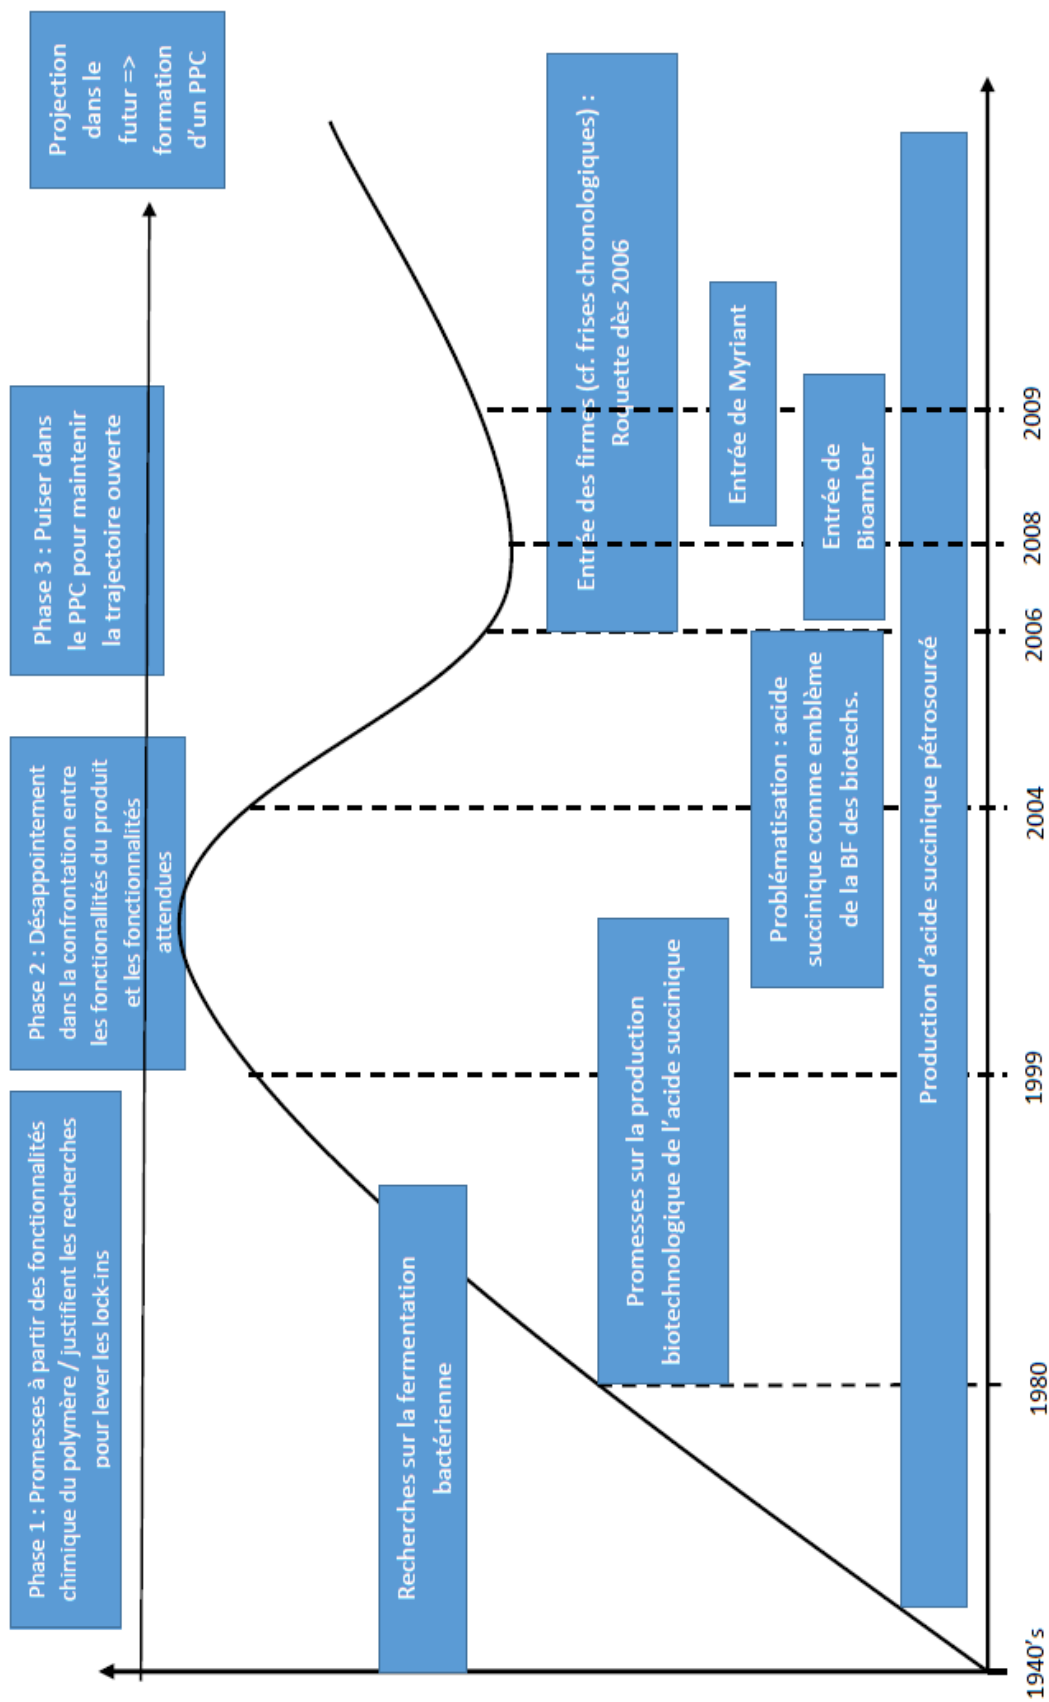 Phase 1 : Promesses à partir des fonctionnalités
chimique du polymère / justifient les recherches
pour lever les lock-ins
Phase 2 : Désappointement
dans la confrontation entre
les fonctionallités du produit
et les fonctionnalités
attendues
Phase 3 : Puiser dans
le PPC pour maintenir
la trajectoire ouverte
Projection
dans le
futur =>
formation
d'un PPC
Recherches sur la fermentation
bactérienne
Promesses sur la production
biotechnologique de l'acide succinique
Problématisation : acide
succinique comme emblème
de la BF des biotechs.
Entrée des firmes (cf. frises chronologiques) :
Roquette dès 2006
Entrée de Myriant
Entrée de
Bioamber
Production d'acide succinique pétrosourcé
1940's
1980
1999
2004
2006
2008
2009